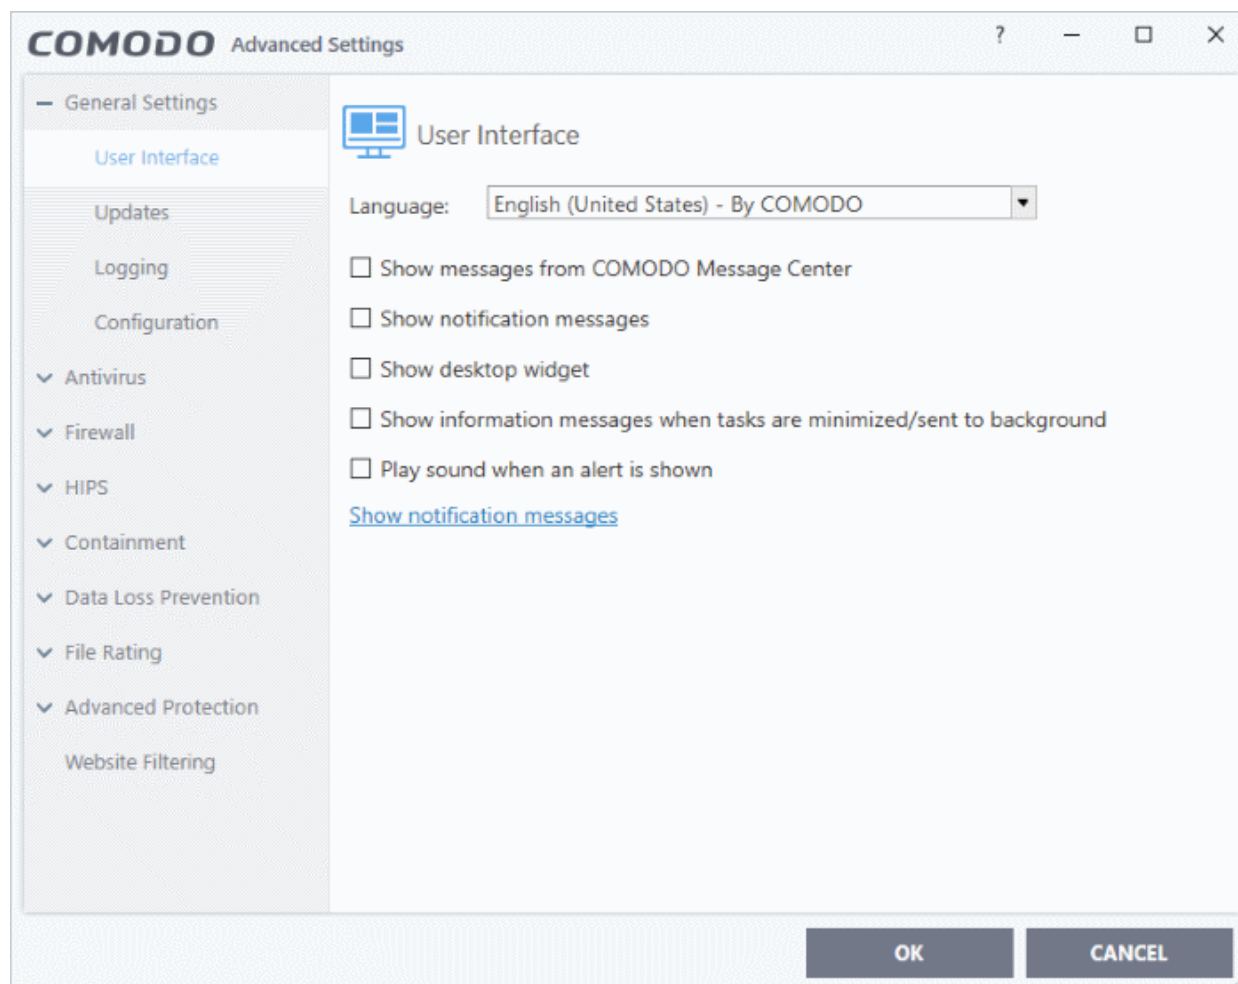 COMODO Advanced Settings ?
General Settings
User Interface
Updates
Logging
Configuration
Antivirus
Firewall
HIPS
Containment
Data Loss Prevention
File Rating
Advanced Protection
Website Filtering
User Interface
Language: English (United States) - By COMODO
Show messages from COMODO Message Center
Show notification messages
Show desktop widget
Show information messages when tasks are minimized/sent to background
Play sound when an alert is shown
Show notification messages
OK CANCEL